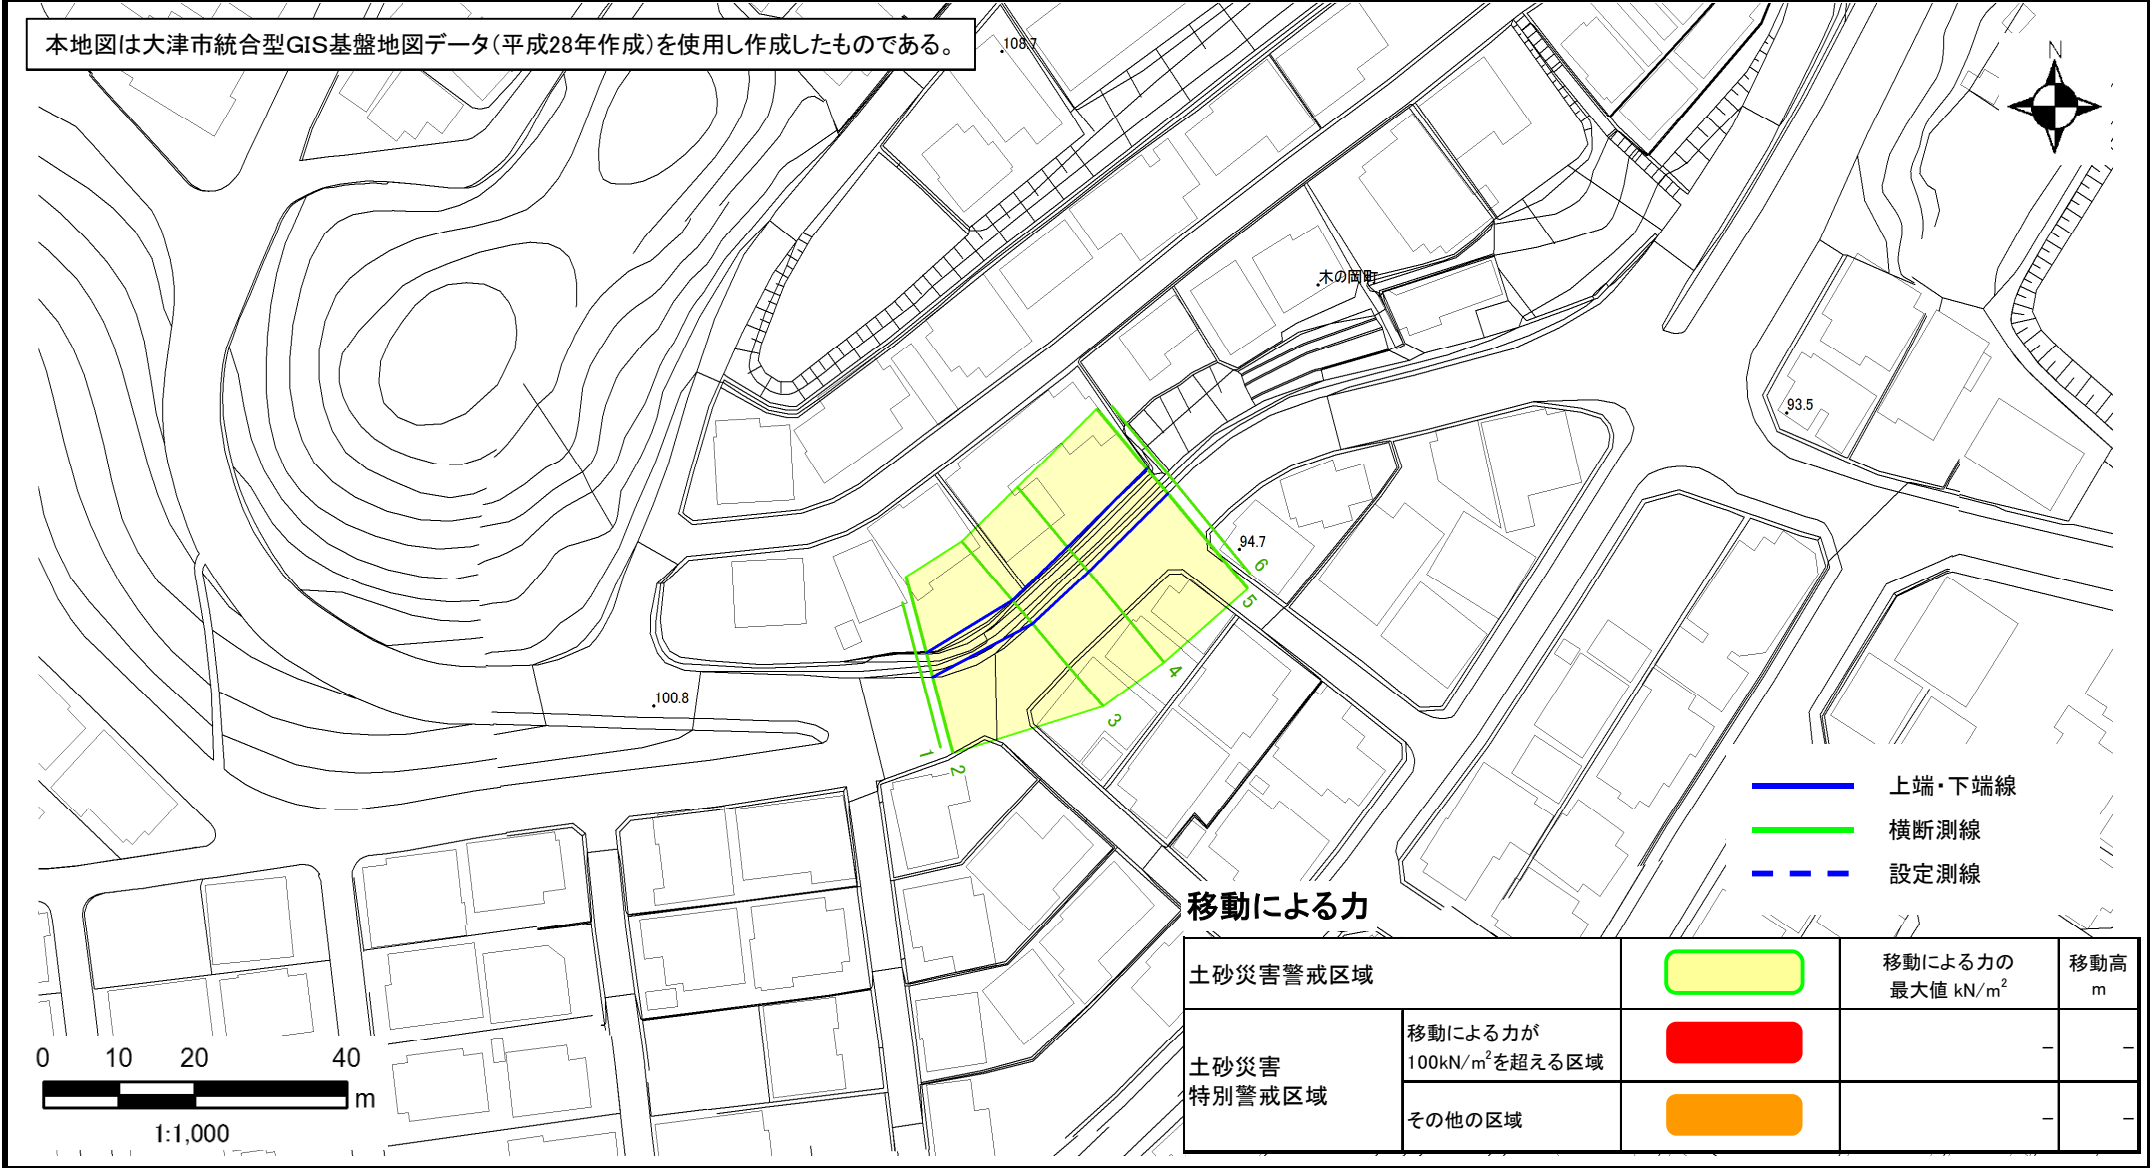 本地図は大津市統合型GIS基盤地図データ(平成28年作成)を使用し作成したものである。
108.7
N
木の岡町
93.5
94.7
6
5
4
3
100.8
1
2
上端・下端線
横断測線
設定測線
移動による力
土砂災害警戒区域
移動による力の
最大値 kN/m²
移動高
m
土砂災害
特別警戒区域
移動による力が
100kN/m²を超える区域
-
-
その他の区域
-
-
0 10 20 40
m
1:1,000